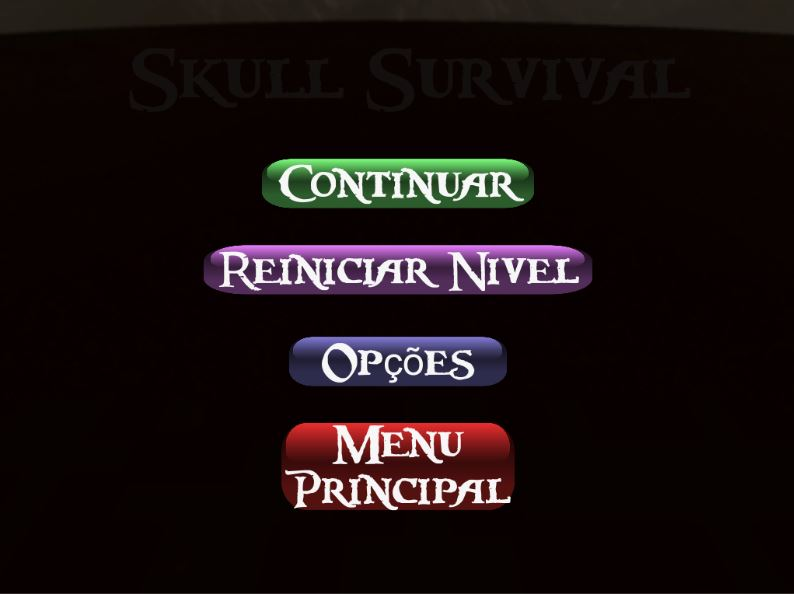 Skull Survival
Continuar
Reiniciar Nivel
Opções
Menu
Principal